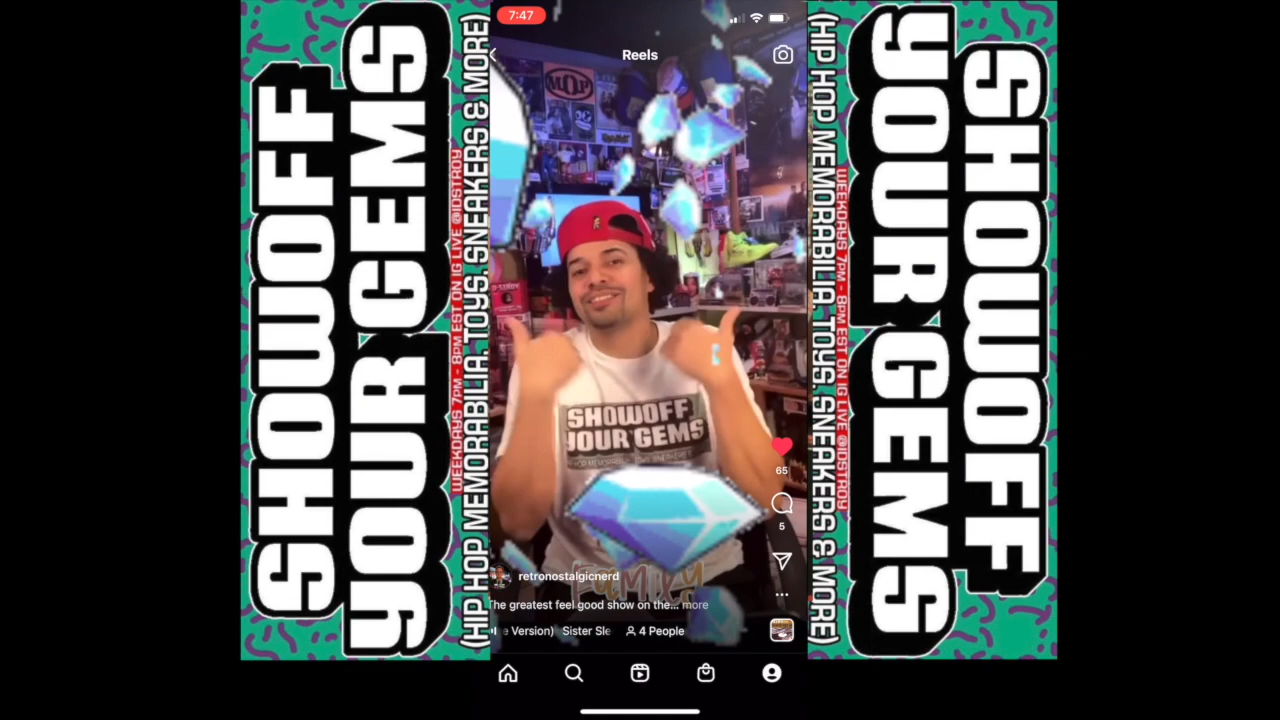 SHOWOFF
YOUR GEMS
WEEKDAYS 7PM - 8PM EST ON IG LIVE @IDSTROY
(HIP HOP MEMORABILIA, TOYS, SNEAKERS & MORE)
7:47
Reels
MOP
SHOWOFF
YOUR GEMS
65
5
retronostalgicnerd
FAMILY
The greatest feel good show on the... more
e Version) Sister Sle
4 People
(HIP HOP MEMORABILIA, TOYS, SNEAKERS & MORE)
WEEKDAYS 7PM - 8PM EST ON IG LIVE @IDSTROY
YOUR GEMS
SHOWOFF